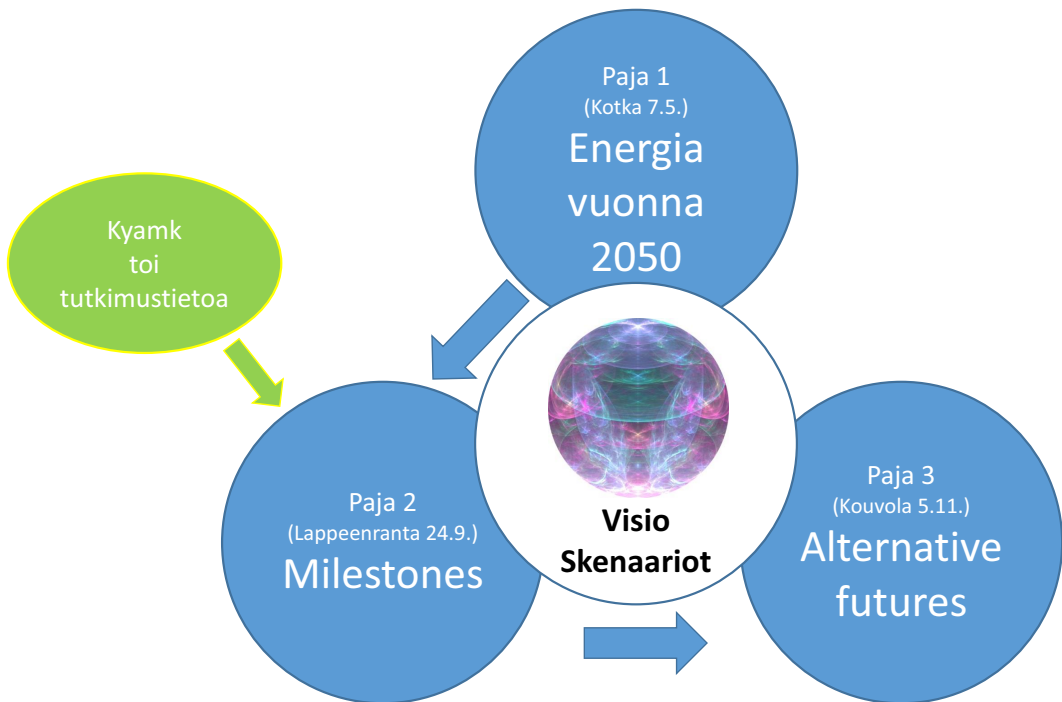 Paja 1
(Kotka 7.5.)
Energia
vuonna
2050
Kyamk
toi
tutkimustietoa
Paja 2
(Lappeenranta 24.9.)
Milestones
Visio
Skenaariot
Paja 3
(Kouvola 5.11.)
Alternative
futures